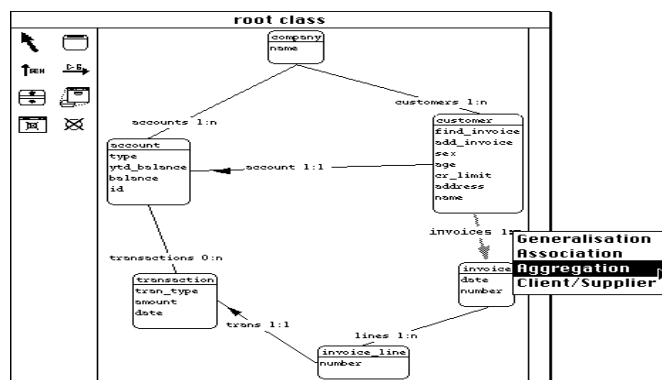 root class
company
name
accounts 1:n
customers 1:n
account
type
ytd_balance
balance
id
account 1:1
customer
find_invoice
add_invoice
sex
age
cr_limit
address
name
invoices 1:n
Generalisation
Association
Aggregation
Client/Supplier
transactions 0:n
transaction
tran_type
amount
date
invoice
date
number
trans 1:1
lines 1:n
invoice_line
number